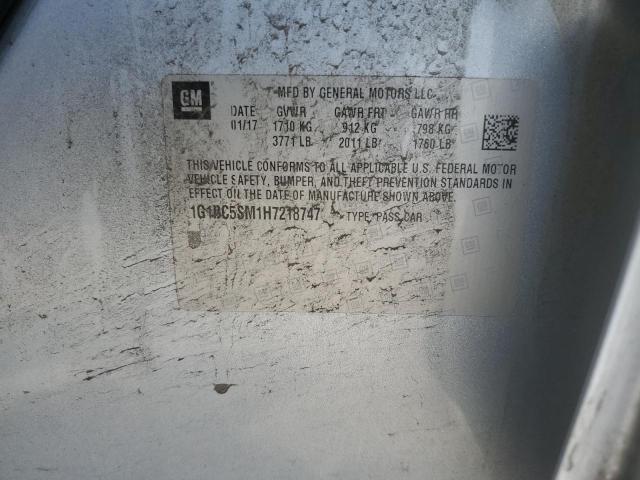 GM
MFD BY GENERAL MOTORS LLC
DATE GVWR GAWR FRT GAWR RR
01/17 1710 KG 912 KG 798 KG
3771 LB 2011 LB 1760 LB
THIS VEHICLE CONFORMS TO ALL APPLICABLE U.S. FEDERAL MOTOR
VEHICLE SAFETY, BUMPER, AND THEFT PREVENTION STANDARDS IN
EFFECT ON THE DATE OF MANUFACTURE SHOWN ABOVE.
1G1BC5SM1H7218747 TYPE: PASS CAR